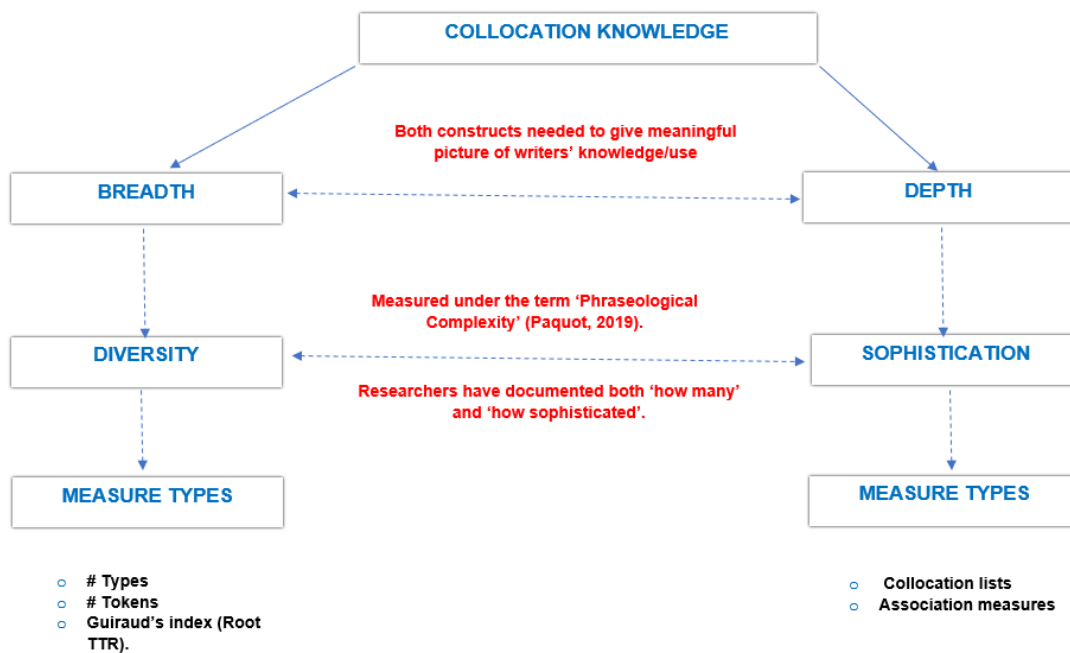 COLLOCATION KNOWLEDGE
Both constructs needed to give meaningful
picture of writers’ knowledge/use
BREADTH
DEPTH
Measured under the term ‘Phraseological
Complexity’ (Paquot, 2019).
DIVERSITY
SOPHISTICATION
Researchers have documented both ‘how many’
and ‘how sophisticated’.
MEASURE TYPES
MEASURE TYPES
o # Types
o # Tokens
o Guiraud’s index (Root
TTR).
o Collocation lists
o Association measures